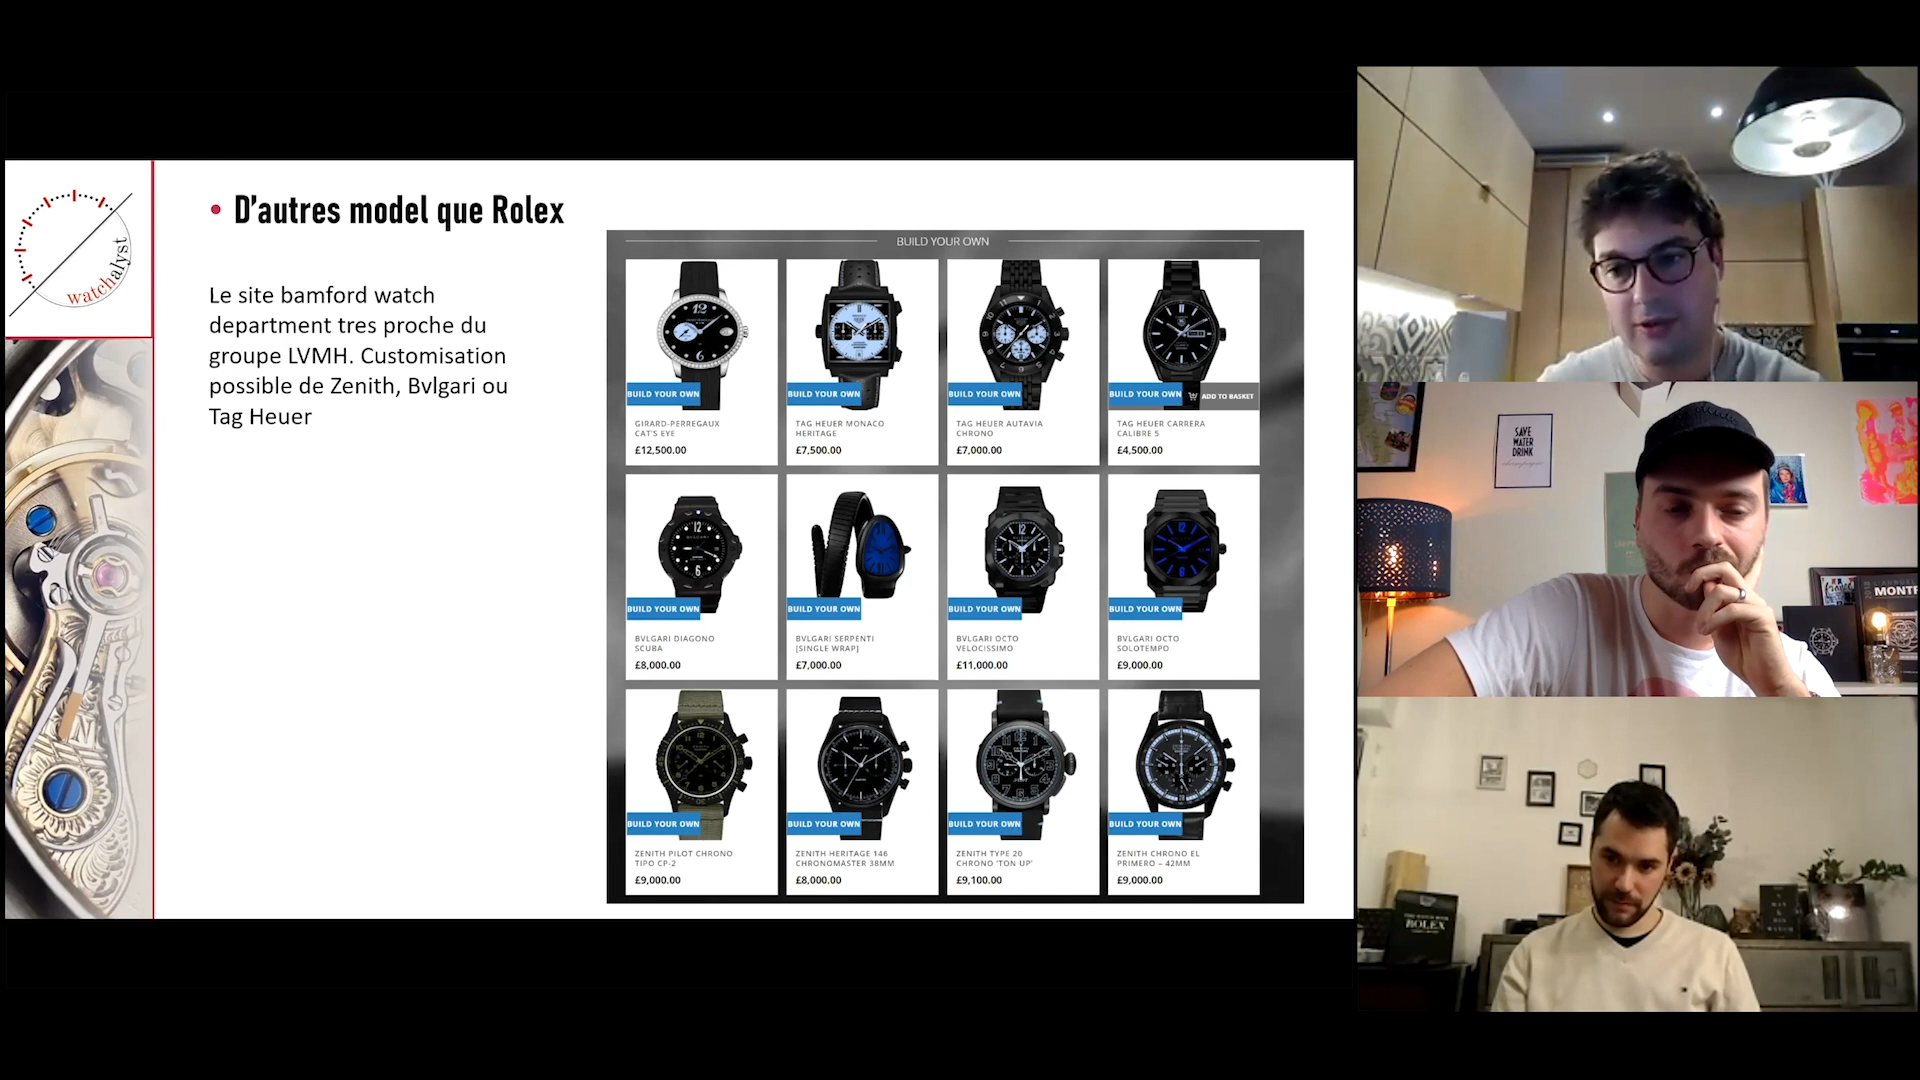 watchalyst
• D'autres model que Rolex
Le site bamford watch
department tres proche du
groupe LVMH. Customisation
possible de Zenith, Bvlgari ou
Tag Heuer
BUILD YOUR OWN
BUILD YOUR OWN
BUILD YOUR OWN
BUILD YOUR OWN
BUILD YOUR OWN
ADD TO BASKET
GIRARD-PERREGAUX
CAT'S EYE
£12,500.00
TAG HEUER MONACO
HERITAGE
£7,500.00
TAG HEUER AUTAVIA
CHRONO
£7,000.00
TAG HEUER CARRERA
CALIBRE 5
£4,500.00
BUILD YOUR OWN
BUILD YOUR OWN
BUILD YOUR OWN
BUILD YOUR OWN
BVLGARI DIAGONO
SCUBA
£8,000.00
BVLGARI SERPENTI
[SINGLE WRAP]
£7,000.00
BVLGARI OCTO
VELOCISSIMO
£11,000.00
BVLGARI OCTO
SOLOTEMPO
£9,000.00
BUILD YOUR OWN
BUILD YOUR OWN
BUILD YOUR OWN
BUILD YOUR OWN
ZENITH PILOT CHRONO
TIPO CP-2
£9,000.00
ZENITH HERITAGE 146
CHRONOMASTER 38MM
£8,000.00
ZENITH TYPE 20
CHRONO 'TON UP'
£9,100.00
ZENITH CHRONO EL
PRIMERO – 42MM
£9,000.00
SAVE
WATER
DRINK
champagne
ROLEX